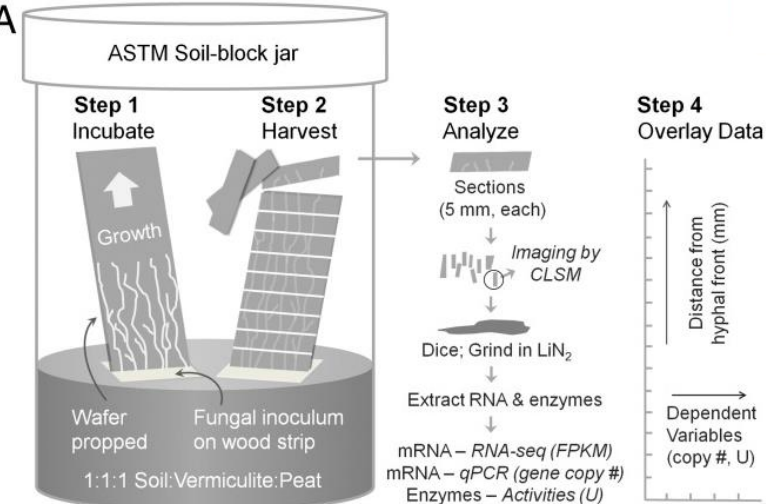 A
ASTM Soil-block jar
Step 1
Incubate
Step 2
Harvest
Growth
Wafer
propped
Fungal inoculum
on wood strip
1:1:1 Soil:Vermiculite:Peat
Step 3
Analyze
Sections
(5 mm, each)
Imaging by
CLSM
Dice; Grind in LiN₂
Extract RNA & enzymes
mRNA – RNA-seq (FPKM)
mRNA – qPCR (gene copy #)
Enzymes – Activities (U)
Step 4
Overlay Data
Distance from
hyphal front (mm)
Dependent
Variables
(copy #, U)